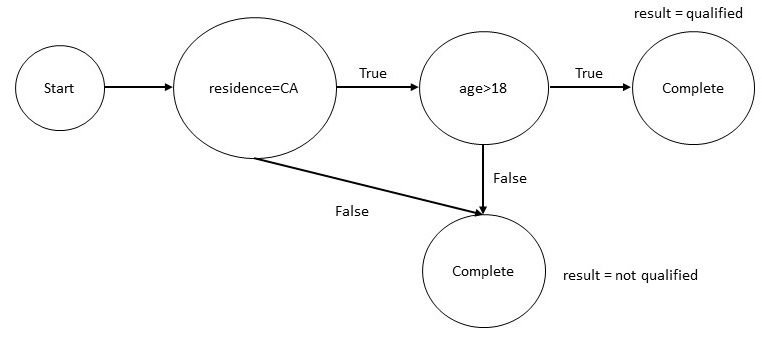 result = qualified
Start
residence=CA
True
age>18
True
Complete
False
False
Complete
result = not qualified